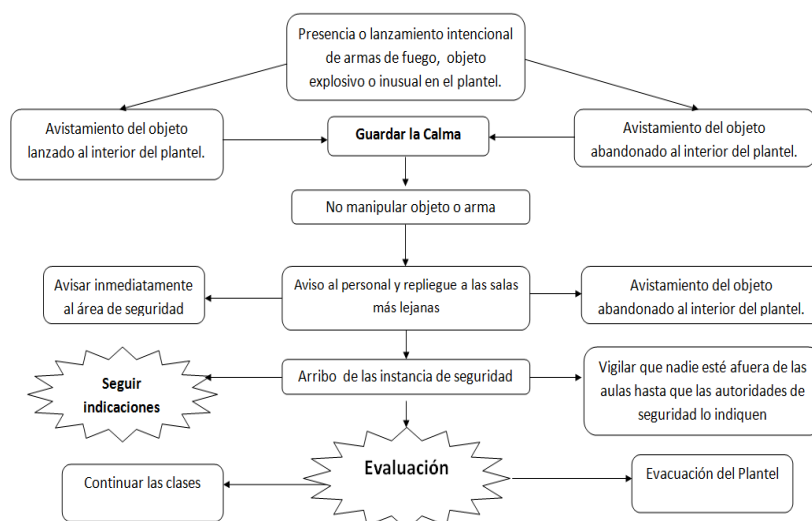 Presencia o lanzamiento intencional
de armas de fuego, objeto
explosivo o inusual en el plantel.
Avistamiento del objeto
lanzado al interior del plantel.
Guardar la Calma
Avistamiento del objeto
abandonado al interior del plantel.
No manipular objeto o arma
Avisar inmediatamente
al área de seguridad
Aviso al personal y repliegue a las salas
más lejanas
Avistamiento del objeto
abandonado al interior del plantel.
Seguir
indicaciones
Arribo de las instancia de seguridad
Vigilar que nadie esté afuera de las
aulas hasta que las autoridades de
seguridad lo indiquen
Evaluación
Continuar las clases
Evacuación del Plantel